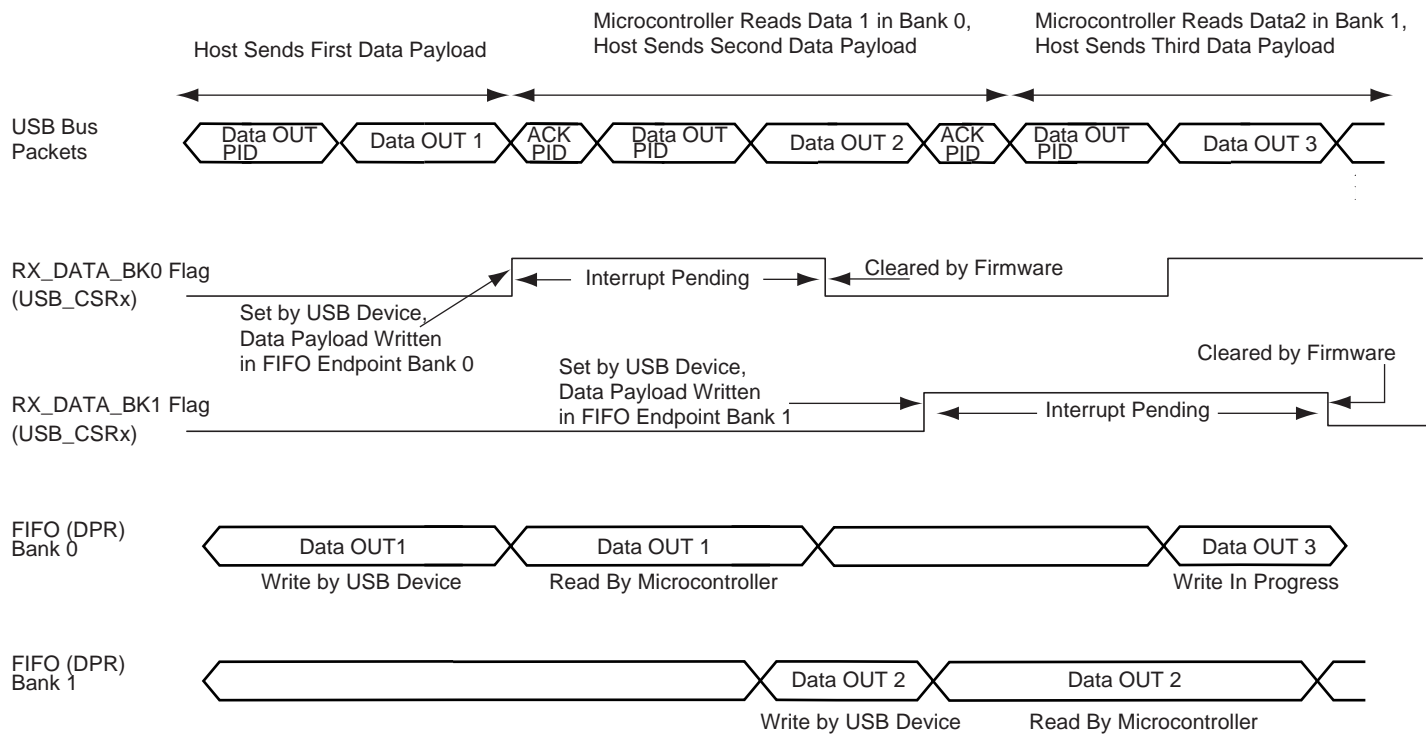 Host Sends First Data Payload
Microcontroller Reads Data 1 in Bank 0,
Host Sends Second Data Payload
Microcontroller Reads Data2 in Bank 1,
Host Sends Third Data Payload
USB Bus
Packets
Data OUT
PID
Data OUT 1
ACK
PID
Data OUT
PID
Data OUT 2
ACK
PID
Data OUT
PID
Data OUT 3
RX_DATA_BK0 Flag
(USB_CSRx)
Interrupt Pending
Cleared by Firmware
Set by USB Device,
Data Payload Written
in FIFO Endpoint Bank 0
Cleared by Firmware
Set by USB Device,
Data Payload Written
in FIFO Endpoint Bank 1
RX_DATA_BK1 Flag
(USB_CSRx)
Interrupt Pending
FIFO (DPR)
Bank 0
Data OUT1
Data OUT 1
Data OUT 3
Write by USB Device
Read By Microcontroller
Write In Progress
FIFO (DPR)
Bank 1
Data OUT 2
Data OUT 2
Write by USB Device
Read By Microcontroller